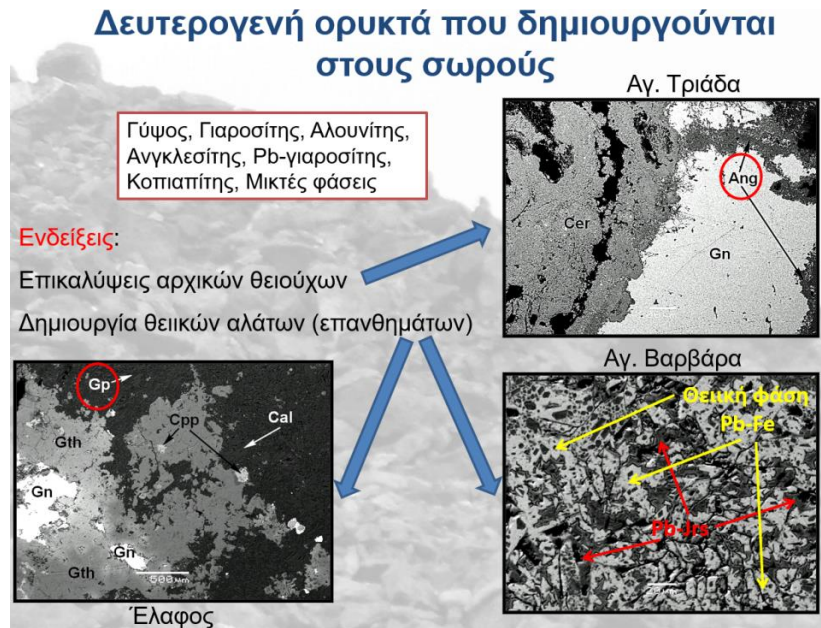 Δευτερογενή ορυκτά που δημιουργούνται
στους σωρούς
Γύψος, Γιαροσίτης, Αλουνίτης,
Ανγκλεσίτης, Pb-γιαροσίτης,
Κοπιαπίτης, Μικτές φάσεις
Ενδείξεις:
Επικαλύψεις αρχικών θειούχων
Δημιουργία θειικών αλάτων (επανθημάτων)
Αγ. Τριάδα
Ang
Cer
Gn
Gp
Gth
Cpp
Cal
Gn
Gn
Gth
500μm
Έλαφος
Αγ. Βαρβάρα
Θειική φάση
Pb-Fe
Pb-Jrs